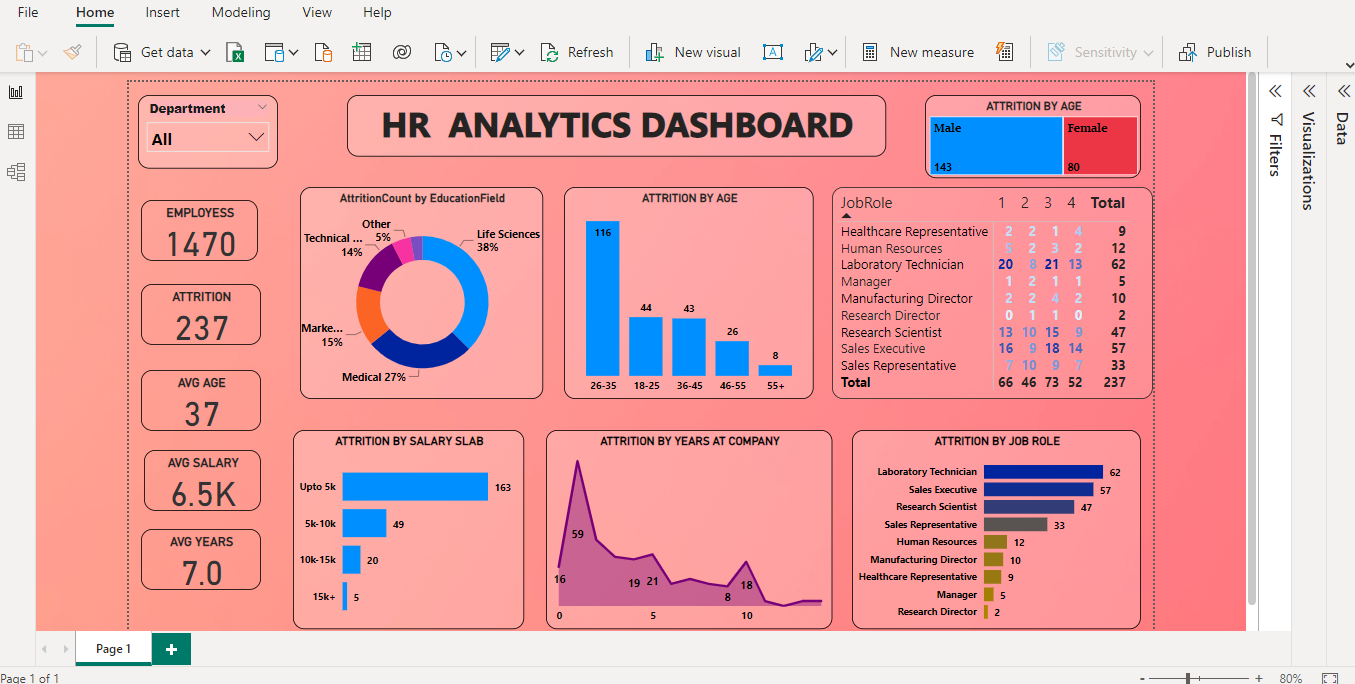 File Home Insert Modeling View Help
Get data Refresh New visual New measure Sensitivity Publish
Department
All
HR ANALYTICS DASHBOARD
ATTRITION BY AGE
Male Female
143 80
Filters
Visualizations
Data
EMPLOYESS
1470
ATTRITION
237
AVG AGE
37
AVG SALARY
6.5K
AVG YEARS
7.0
AttritionCount by EducationField
Other
5%
Technical ...
14%
Life Sciences
38%
Marke...
15%
Medical 27%
ATTRITION BY AGE
116
44
43
26
8
26-35 18-25 36-45 46-55 55+
JobRole 1 2 3 4 Total
Healthcare Representative 2 2 1 4 9
Human Resources 5 2 3 2 12
Laboratory Technician 20 8 21 13 62
Manager 1 2 1 1 5
Manufacturing Director 2 2 4 2 10
Research Director 0 1 1 0 2
Research Scientist 13 10 15 9 47
Sales Executive 16 9 18 14 57
Sales Representative 7 10 9 7 33
Total 66 46 73 52 237
ATTRITION BY SALARY SLAB
Upto 5k 163
5k-10k 49
10k-15k 20
15k+ 5
ATTRITION BY YEARS AT COMPANY
59
16
19 21
8
18
0 5 10
ATTRITION BY JOB ROLE
Laboratory Technician 62
Sales Executive 57
Research Scientist 47
Sales Representative 33
Human Resources 12
Manufacturing Director 10
Healthcare Representative 9
Manager 5
Research Director 2
Page 1
Page 1 of 1
- + 80%